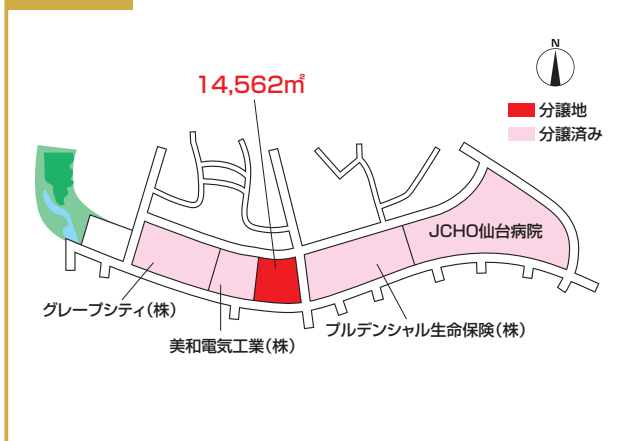 N
14,562㎡
分譲地
分譲済み
JCHO仙台病院
グレープシティ(株)
プルデンシャル生命保険(株)
美和電気工業(株)